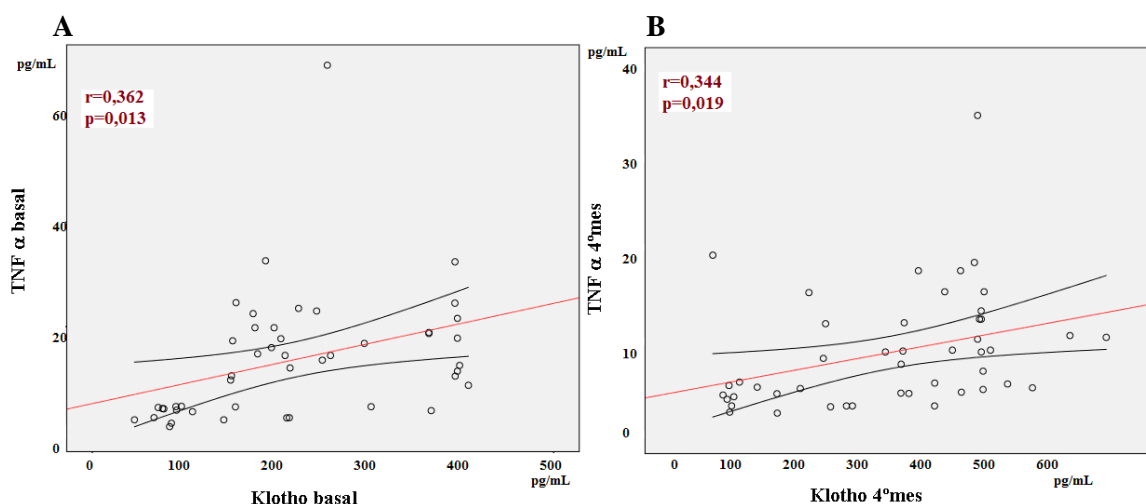 A
pg/mL
r=0,362
p=0,013
60
40
20
0
TNF α basal
0 100 200 300 400 500
pg/mL
Klotho basal
B
pg/mL
r=0,344
p=0,019
40
30
20
10
0
TNF α 4ºmes
0 100 200 300 400 500 600
pg/mL
Klotho 4ºmes